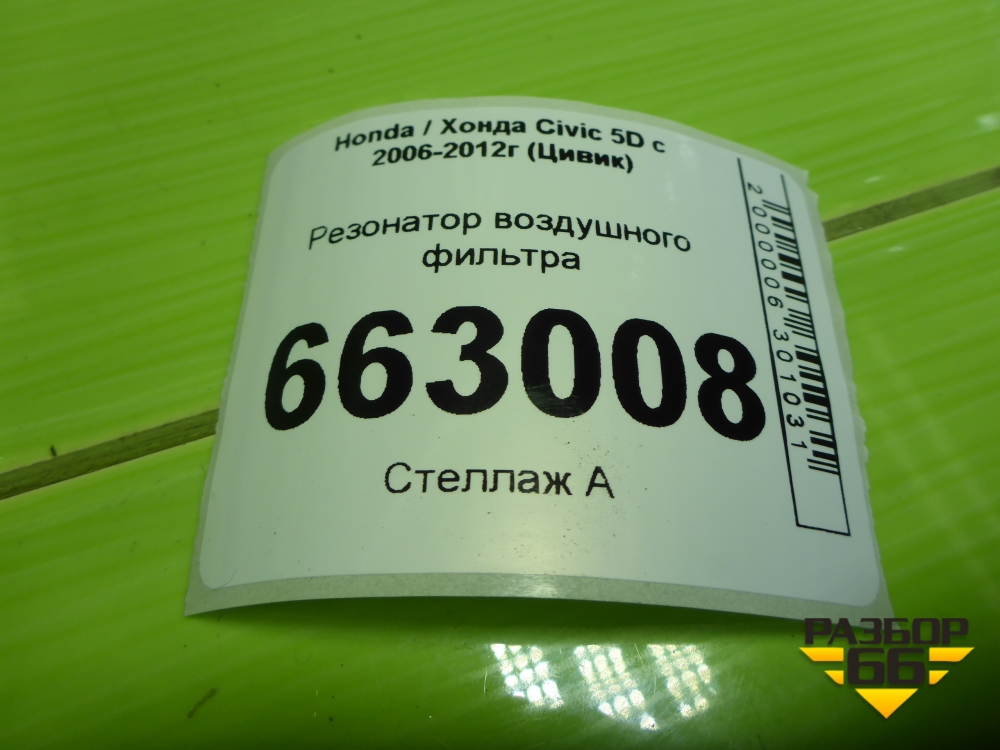 Honda / Хонда Civic 5D с
2006-2012г (Цивик)
Резонатор воздушного
фильтра
663008
Стеллаж А
2000006301031
РАЗБОР
66